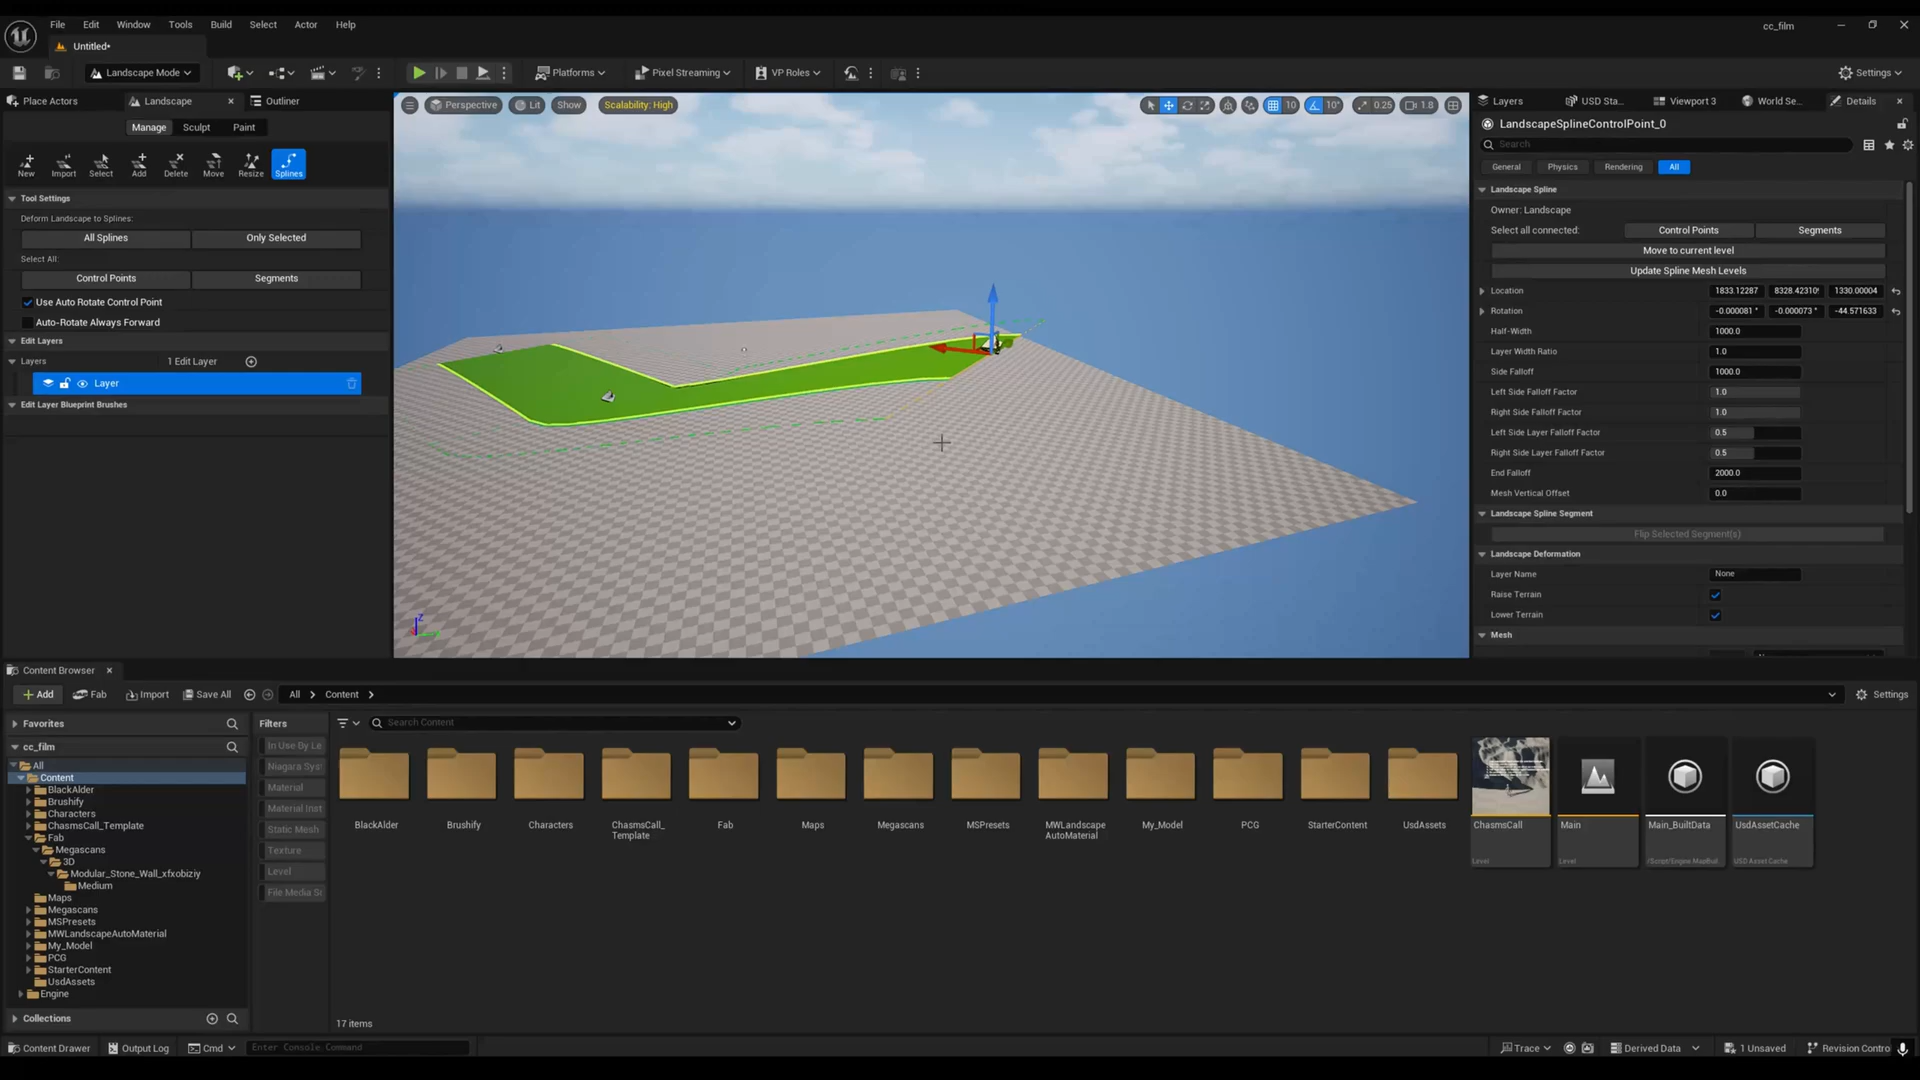 File Edit Window Tools Build Select Actor Help
cc_film
Untitled*
Landscape Mode
Platforms
Pixel Streaming
VP Roles
Settings
Place Actors
Landscape
Outliner
Manage
Sculpt
Paint
New
Import
Select
Add
Delete
Move
Resize
Splines
Tool Settings
Deform Landscape to Splines:
All Splines
Only Selected
Select All:
Control Points
Segments
Use Auto Rotate Control Point
Auto-Rotate Always Forward
Edit Layers
Layers
1 Edit Layer
Layer
Edit Layer Blueprint Brushes
Perspective
Lit
Show
Scalability: High
10
10°
0.25
1.8
Z
Layers
USD Sta...
Viewport 3
World Se...
Details
LandscapeSplineControlPoint_0
Search
General
Physics
Rendering
All
Landscape Spline
Owner: Landscape
Select all connected:
Control Points
Segments
Move to current level
Update Spline Mesh Levels
Location
1833.12287
1330.00004
Rotation
-0.000081 °
-0.000073 °
-44.571633
Half-Width
1000.0
Layer Width Ratio
1.0
Side Falloff
1000.0
Left Side Falloff Factor
1.0
Right Side Falloff Factor
1.0
Left Side Layer Falloff Factor
0.5
Right Side Layer Falloff Factor
0.5
End Falloff
2000.0
Mesh Vertical Offset
0.0
Landscape Spline Segment
Flip Selected Segment(s)
Landscape Deformation
Layer Name
None
Raise Terrain
Lower Terrain
Mesh
Content Browser
Add
Fab
Import
Save All
All
Content
Settings
Favorites
cc_film
All
Content
BlackAlder
Brushify
Characters
ChasmsCall_Template
Fab
Megascans
3D
Modular_Stone_Wall_xfxobiziy
Medium
Maps
Megascans
MSPresets
MWLandscapeAutoMaterial
My_Model
PCG
StarterContent
UsdAssets
Engine
Collections
Filters
In Use By Le
Niagara Sys
Material
Material Inst
Static Mesh
Texture
Level
File Media S
Search Content
BlackAlder
Brushify
Characters
ChasmsCall_
Template
Fab
Maps
Megascans
MSPresets
MWLandscape
AutoMaterial
My_Model
PCG
StarterContent
UsdAssets
ChasmsCall
Level
Main
Level
Main_BuiltData
UsdAssetCache
USD Asset Cache
17 items
Content Drawer
Output Log
Cmd
Enter Console Command
Trace
Derived Data
1 Unsaved
Revision Contro